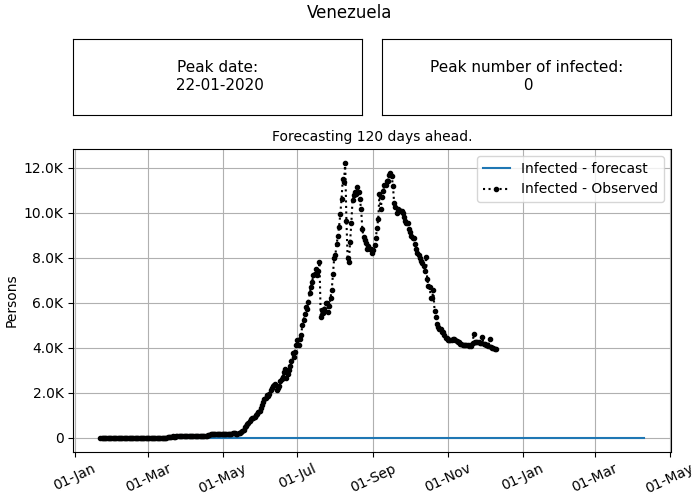 Venezuela
Peak date:
22-01-2020
Peak number of infected:
0
Forecasting 120 days ahead.
Infected - forecast
Infected - Observed
Persons
12.0K
10.0K
8.0K
6.0K
4.0K
2.0K
0
01-Jan
01-Mar
01-May
01-Jul
01-Sep
01-Nov
01-Jan
01-Mar
01-May